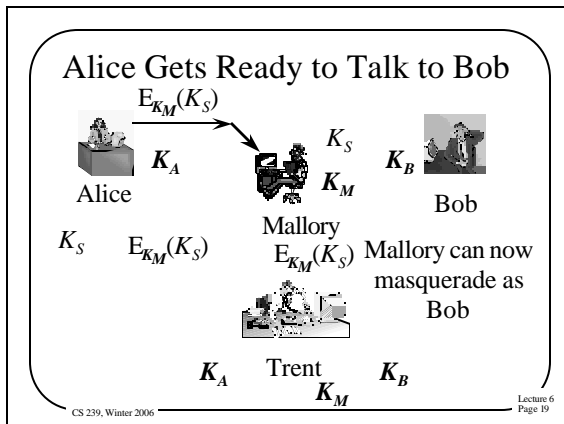 Alice Gets Ready to Talk to Bob
E_{K_M}(K_S)
K_S
K_A
K_B
K_M
Alice
Bob
Mallory
K_S
E_{K_M}(K_S)
E_{K_M}(K_S)
Mallory can now
masquerade as
Bob
K_A
Trent
K_B
K_M
CS 239, Winter 2006
Lecture 6
Page 19